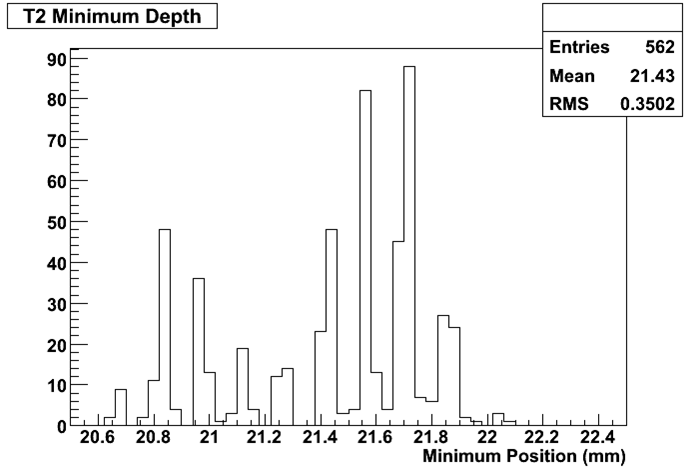 T2 Minimum Depth
Entries 562
Mean 21.43
RMS 0.3502
90
80
70
60
50
40
30
20
10
0
20.6 20.8 21 21.2 21.4 21.6 21.8 22 22.2 22.4
Minimum Position (mm)